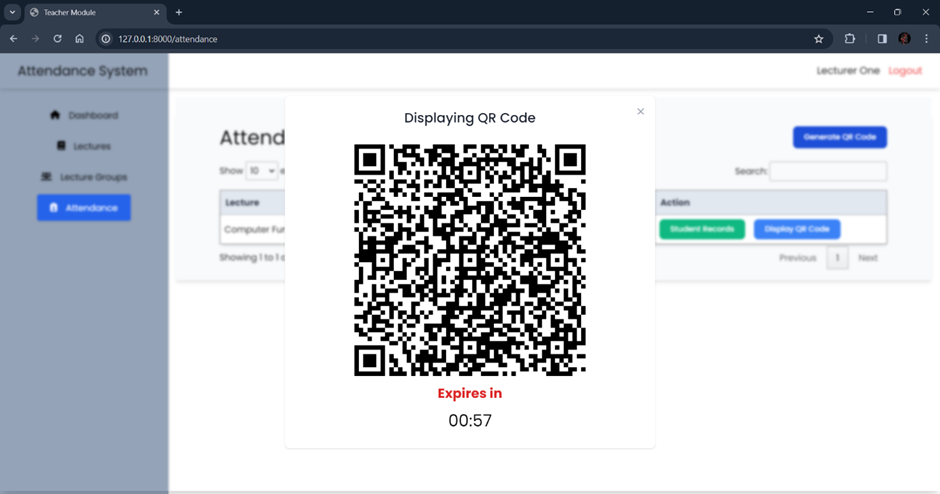 Teacher Module
127.0.0.1:8000/attendance
Attendance System
Lecturer One Logout
Dashboard
Lectures
Lecture Groups
Attendance
Displaying QR Code
Expires in
00:57
Attend
Generate QR Code
Show 10 e
Search:
Lecture
Action
Computer Fur
Student Records Display QR Code
Showing 1 to 1 o
Previous 1 Next